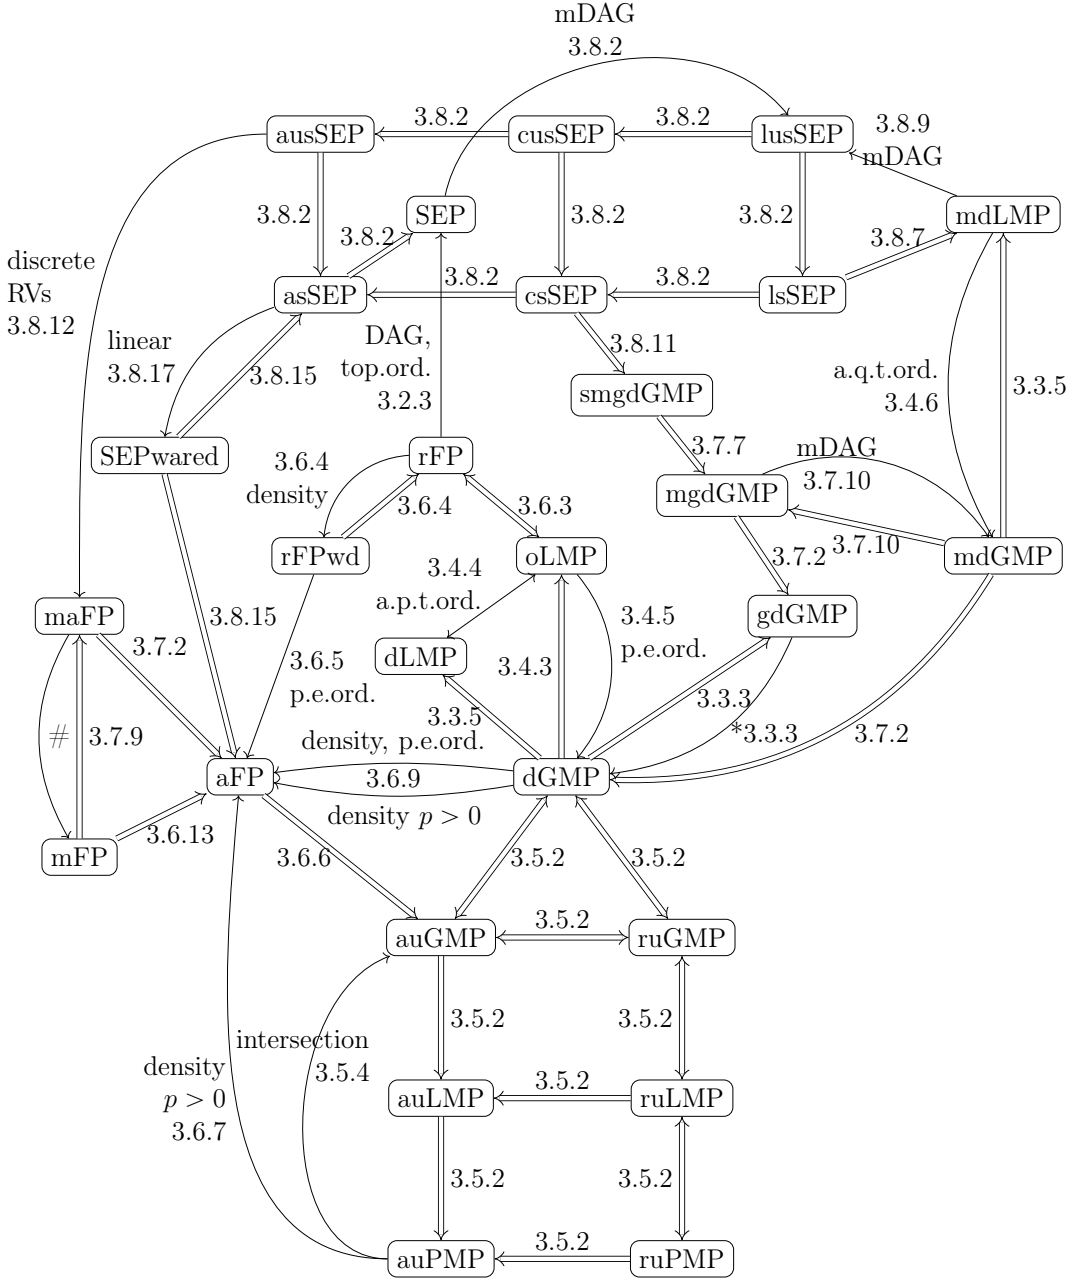 mDAG
3.8.2
ausSEP
3.8.2
cusSEP
3.8.2
lusSEP
3.8.9
mDAG
3.8.2
SEP
3.8.2
3.8.2
3.8.2
mdLMP
3.8.7
discrete
RVs
3.8.12
asSEP
3.8.2
csSEP
3.8.2
lsSEP
linear
3.8.17
3.8.15
DAG,
top.ord.
3.2.3
3.8.11
smgdGMP
a.q.t.ord.
3.4.6
3.3.5
SEPwared
3.6.4
density
rFP
3.6.4
3.6.3
3.7.7
mDAG
3.7.10
mgdGMP
rFPwd
oLMP
3.7.2
3.7.10
mdGMP
3.4.4
a.p.t.ord.
maFP
3.7.2
3.8.15
3.4.5
p.e.ord.
gdGMP
dLMP
3.6.5
p.e.ord.
3.4.3
3.3.5
3.3.3
*3.3.3
3.7.2
#
3.7.9
density, p.e.ord.
aFP
3.6.9
dGMP
density p > 0
mFP
3.6.13
3.6.6
3.5.2
3.5.2
auGMP
3.5.2
ruGMP
3.5.2
3.5.2
intersection
3.5.4
density
p > 0
3.6.7
auLMP
3.5.2
ruLMP
3.5.2
3.5.2
auPMP
3.5.2
ruPMP